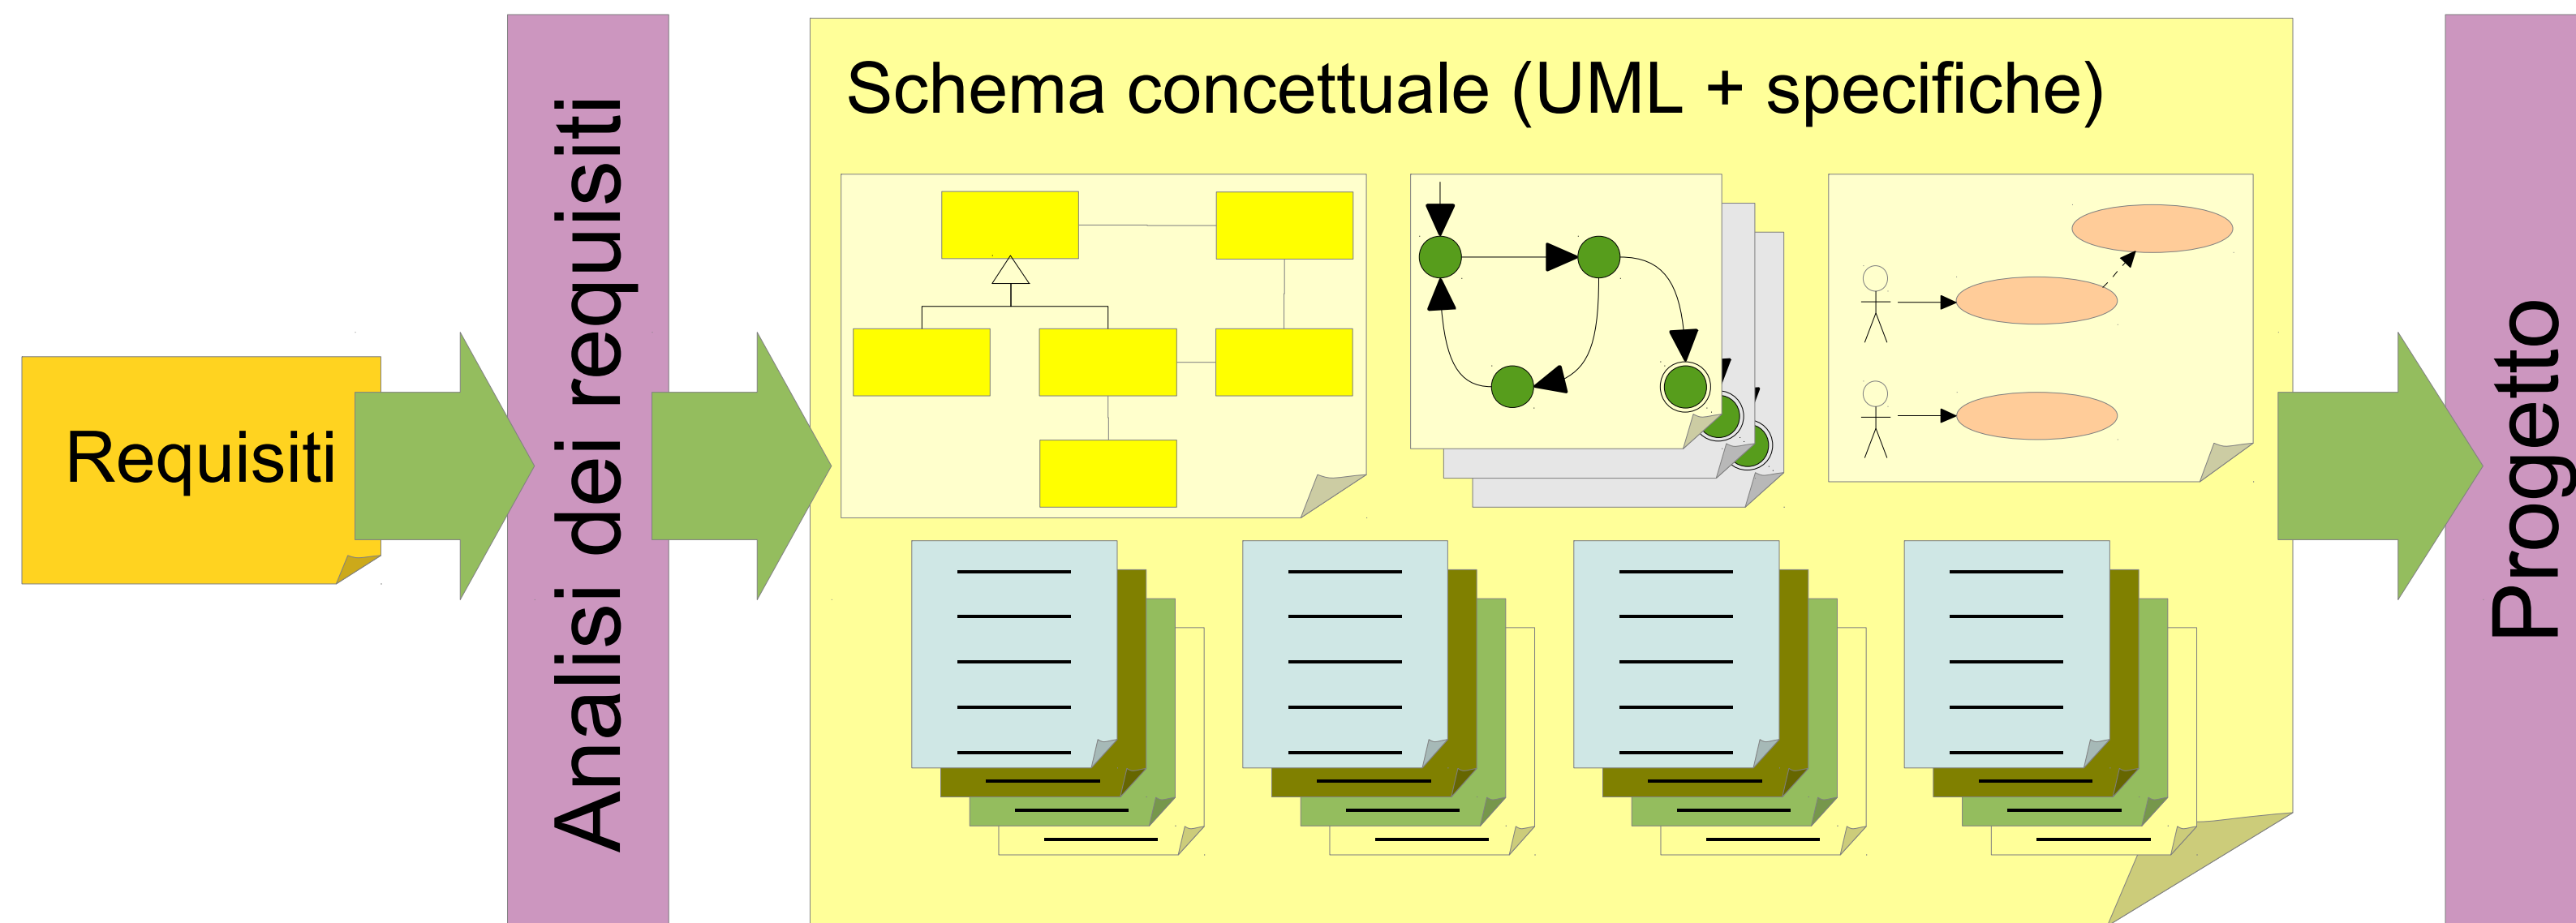 Requisiti
Analisi dei requisiti
Schema concettuale (UML + specifiche)
Progetto